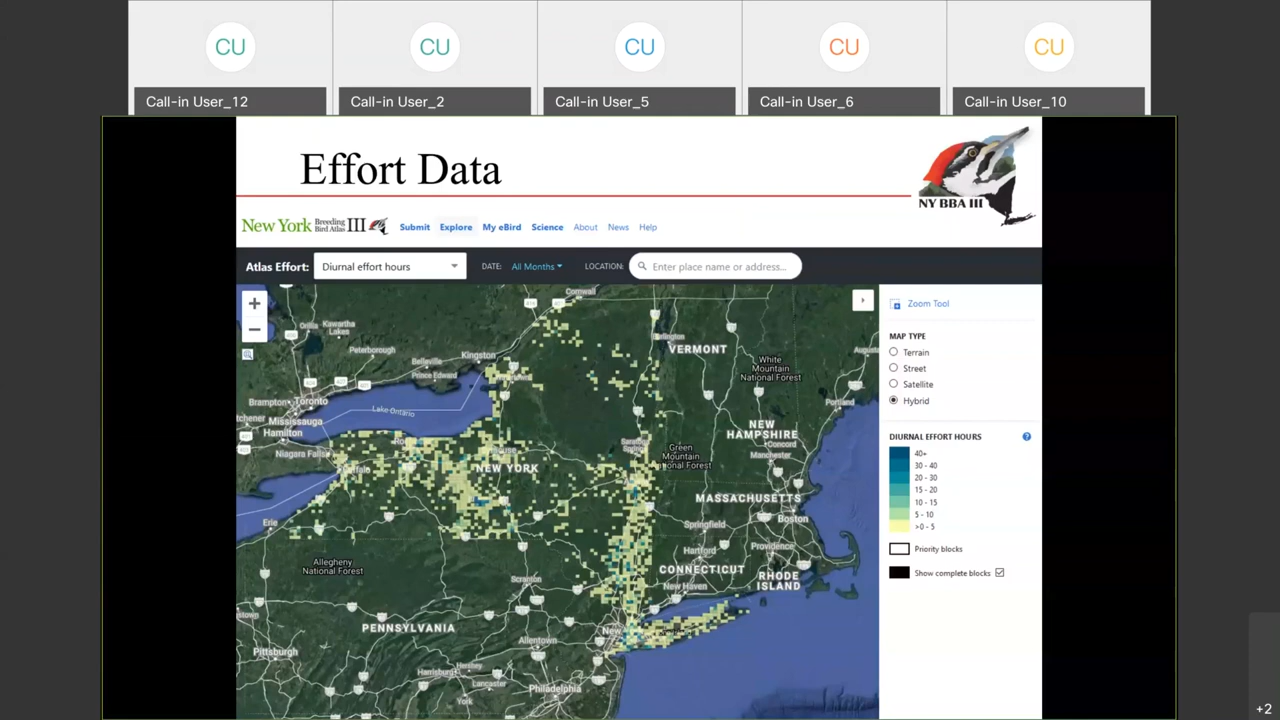 CU CU CU CU CU
Call-in User_12 Call-in User_2 Call-in User_5 Call-in User_6 Call-in User_10
Effort Data
NY BBA III
New York Breeding Bird Atlas III Submit Explore My eBird Science About News Help
Atlas Effort: Diurnal effort hours DATE: All Months LOCATION: Enter place name or address...
+
−
Zoom Tool
MAP TYPE
Terrain
Street
Satellite
Hybrid
DIURNAL EFFORT HOURS ?
40+
30 - 40
20 - 30
15 - 20
10 - 15
5 - 10
>0 - 5
Priority blocks
Show complete blocks
Cornwall
Orillia Kawartha Lakes
Peterborough
Belleville
Kingston
Prince Edward
VERMONT
White Mountain National Forest
Augusta
Portland
Brampton Toronto
Mississauga
Hamilton
Lake Ontario
Niagara Falls
NEW YORK
Green Mountain National Forest
NEW HAMPSHIRE
Concord
Manchester
MASSACHUSETTS
Boston
Springfield
Erie
Allegheny National Forest
Hartford
Providence
CONNECTICUT
RHODE ISLAND
New Haven
Scranton
PENNSYLVANIA
New
Allentown
Pittsburgh
Harrisburg
Hershey
Lancaster
York
Philadelphia
+2